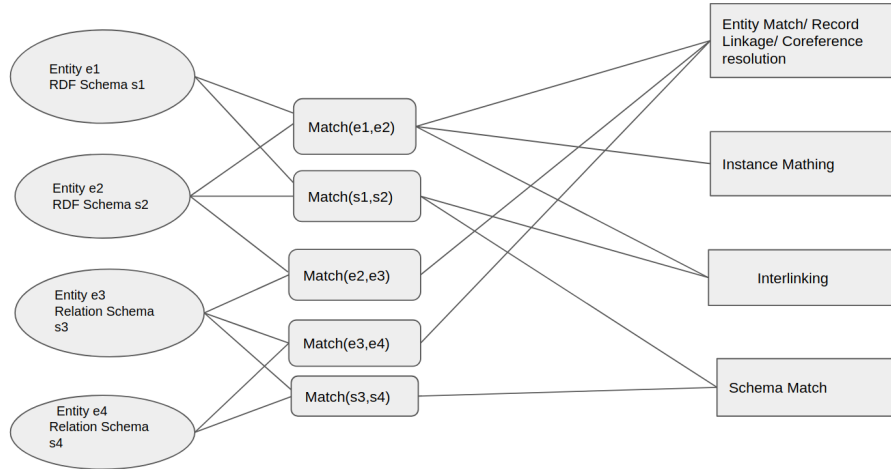 Entity e1
RDF Schema s1
Entity e2
RDF Schema s2
Entity e3
Relation Schema
s3
Entity e4
Relation Schema
s4
Match(e1,e2)
Match(s1,s2)
Match(e2,e3)
Match(e3,e4)
Match(s3,s4)
Entity Match/ Record
Linkage/ Coreference
resolution
Instance Mathing
Interlinking
Schema Match